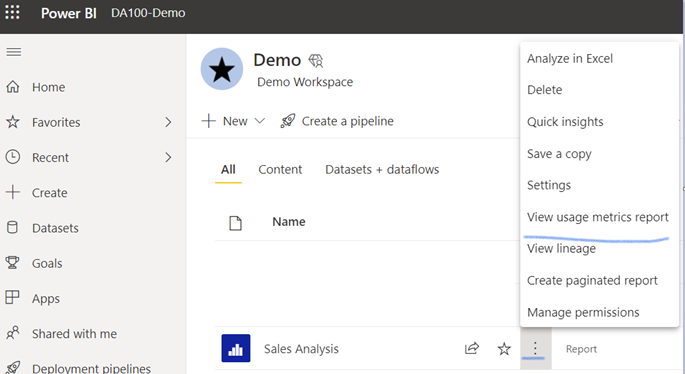 Power BI DA100-Demo
Home
Favorites
Recent
Create
Datasets
Goals
Apps
Shared with me
Deployment pipelines
Demo
Demo Workspace
New
Create a pipeline
All Content Datasets + dataflows
Name
Sales Analysis
Report
Analyze in Excel
Delete
Quick insights
Save a copy
Settings
View usage metrics report
View lineage
Create paginated report
Manage permissions